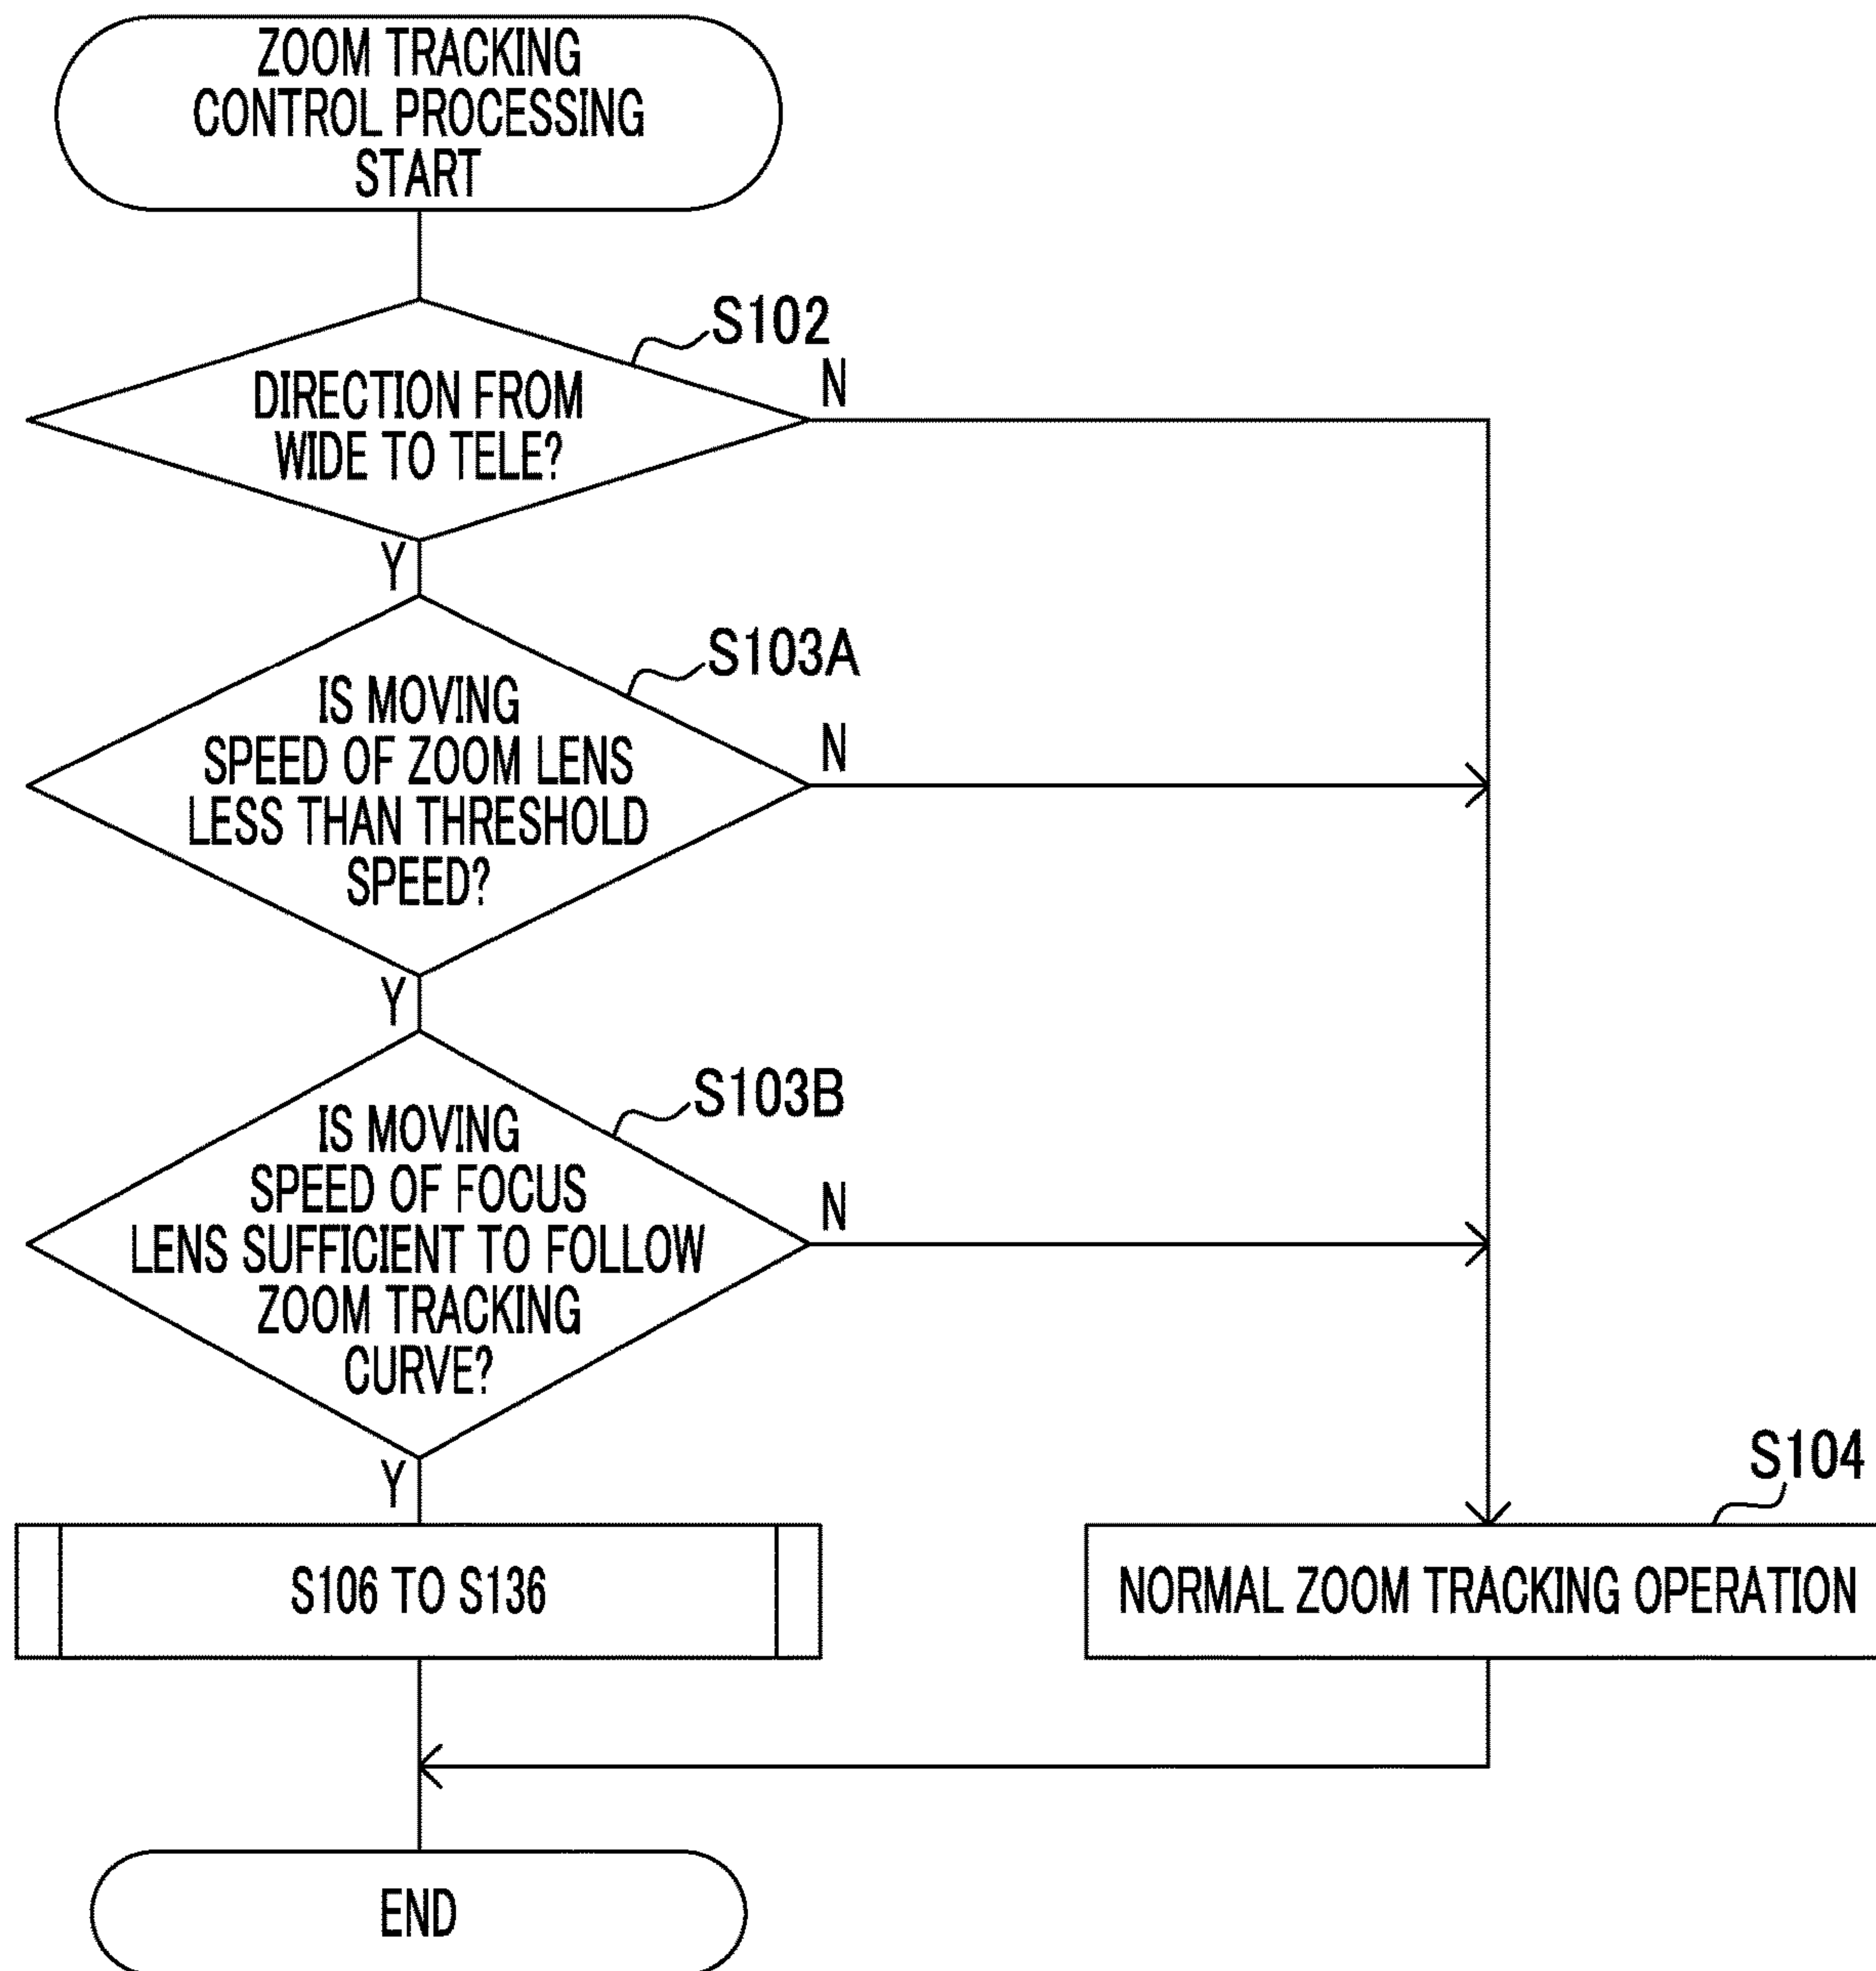 ZOOM TRACKING
CONTROL PROCESSING
START
S102
DIRECTION FROM
WIDE TO TELE?
N
Y
S103A
IS MOVING
SPEED OF ZOOM LENS
LESS THAN THRESHOLD
SPEED?
N
Y
S103B
IS MOVING
SPEED OF FOCUS
LENS SUFFICIENT TO FOLLOW
ZOOM TRACKING
CURVE?
N
Y
S104
S106 TO S136
NORMAL ZOOM TRACKING OPERATION
END